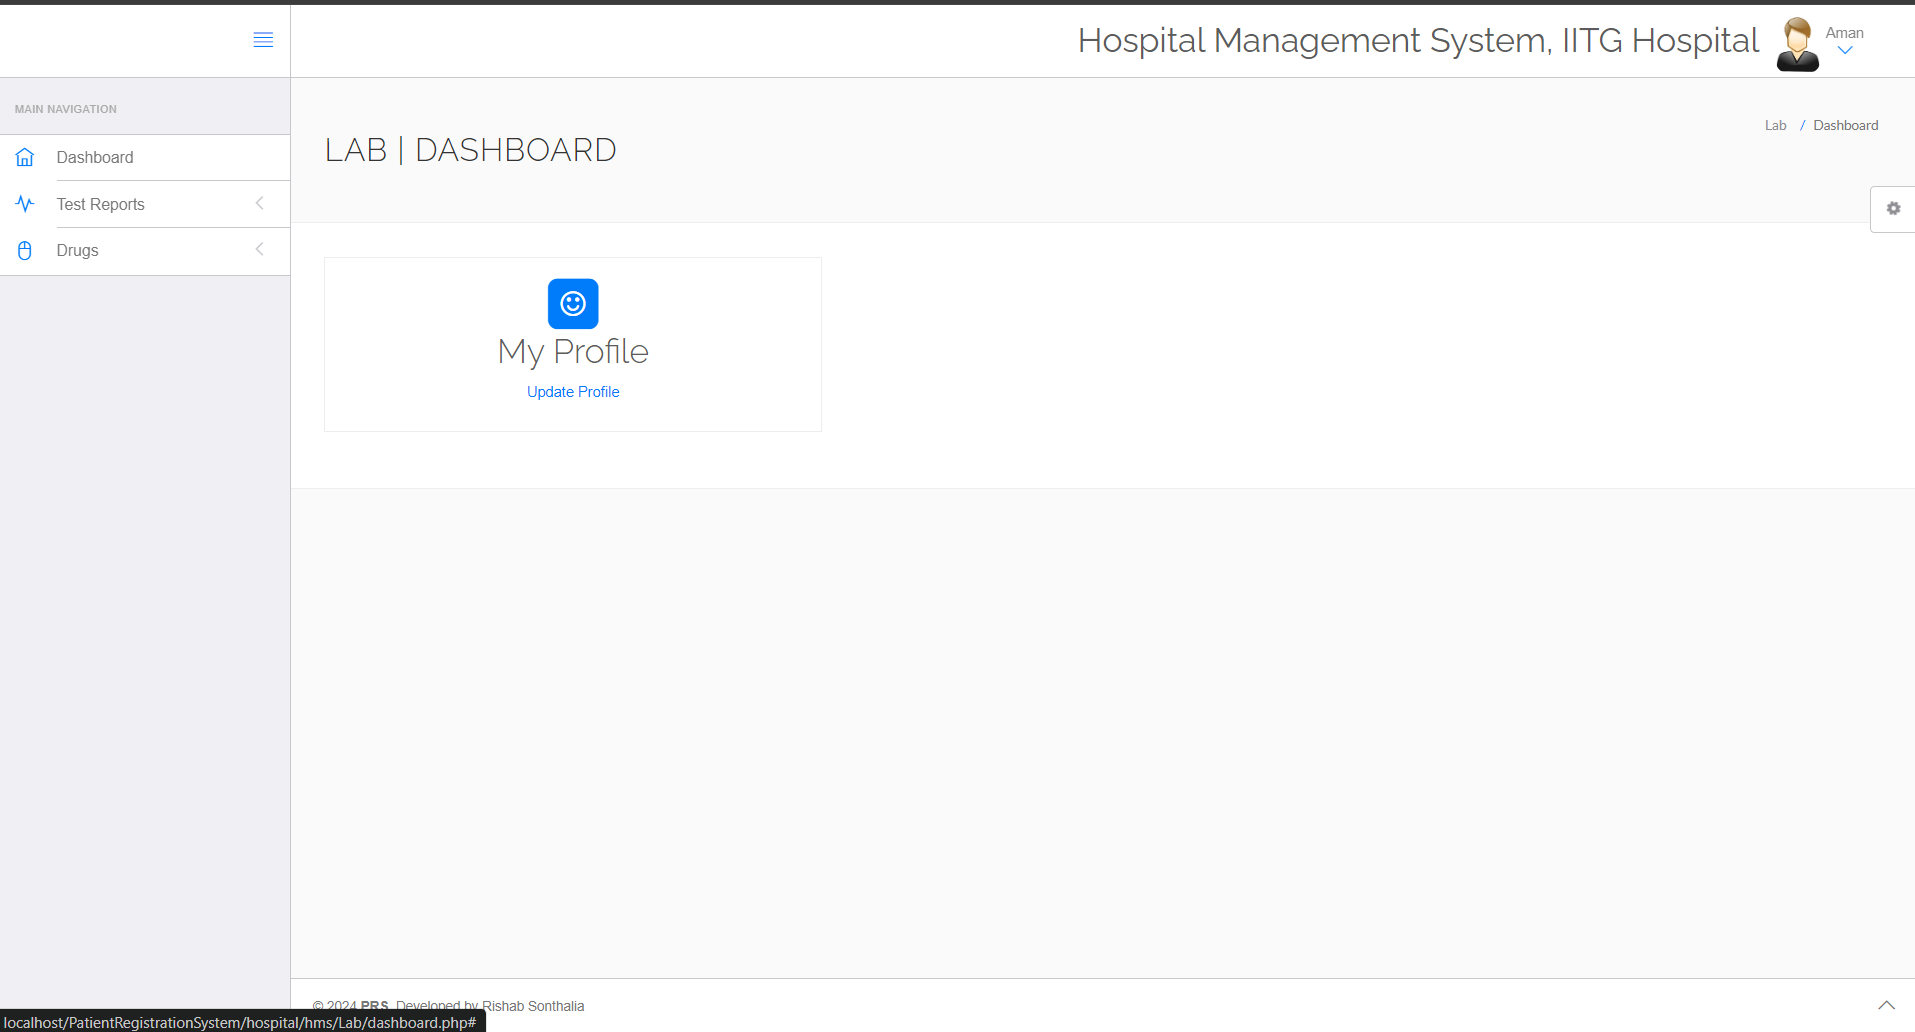 Hospital Management System, IITG Hospital
Aman
MAIN NAVIGATION
Dashboard
Test Reports
Drugs
LAB | DASHBOARD
Lab / Dashboard
My Profile
Update Profile
© 2024 PRS. Developed by Rishab Sonthalia
localhost/PatientRegistrationSystem/hospital/hms/Lab/dashboard.php#